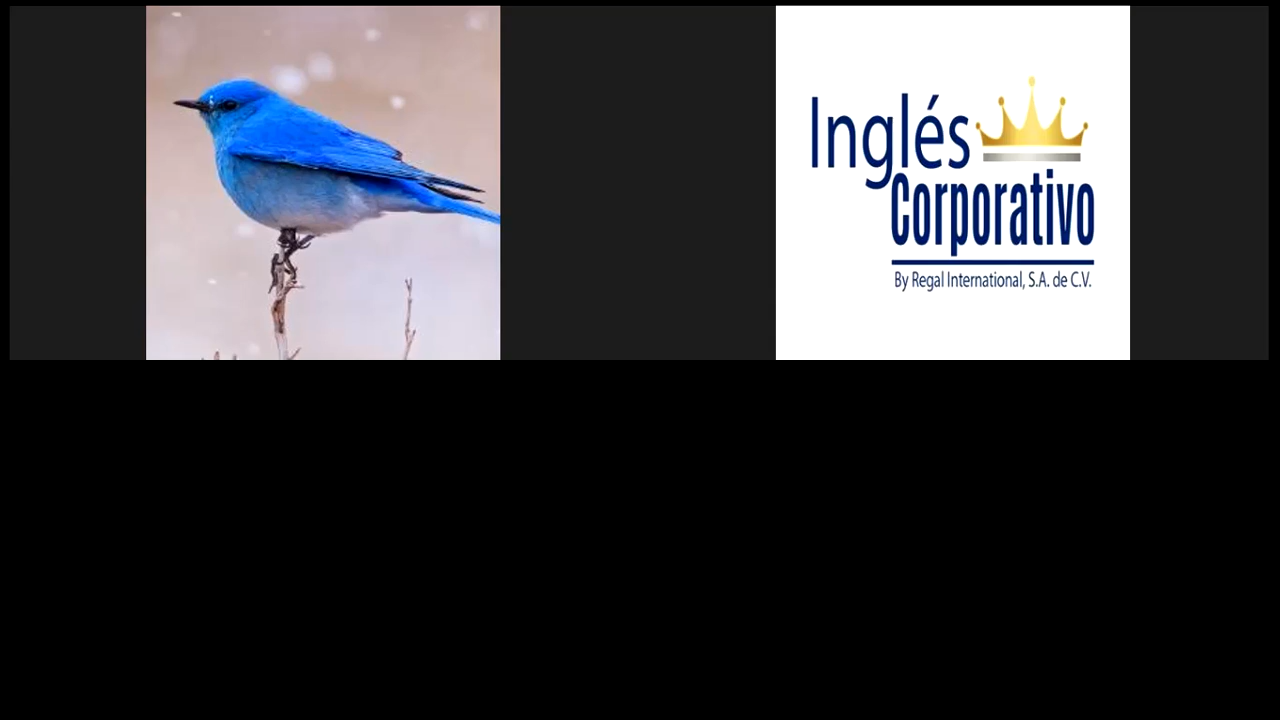 Inglés
Corporativo
By Regal International, S.A. de C.V.